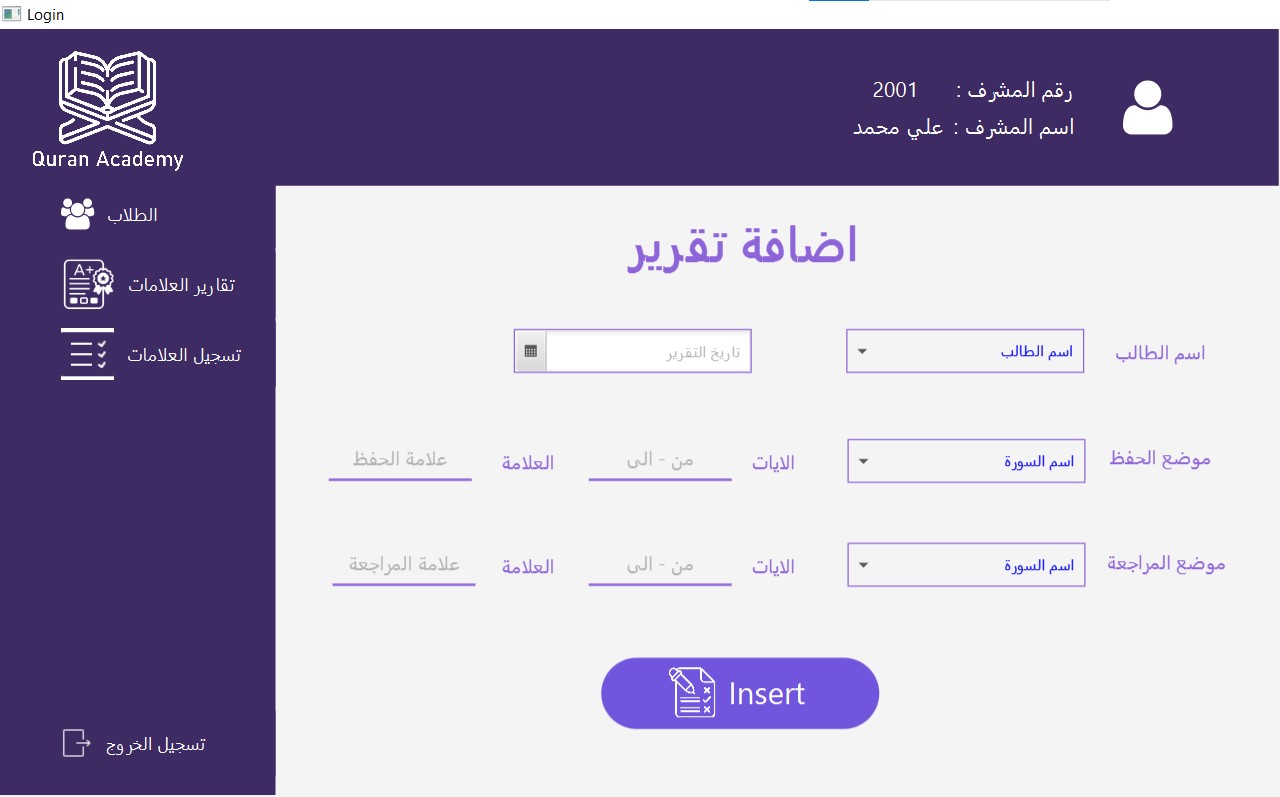 Login
Quran Academy
رقم المشرف : 2001
اسم المشرف : علي محمد
الطلاب
A+
تقارير العلامات
تسجيل العلامات
تسجيل الخروج
اضافة تقرير
اسم الطالب اسم الطالب تاريخ التقرير
موضع الحفظ اسم السورة الايات من - الى العلامة علامة الحفظ
موضع المراجعة اسم السورة الايات من - الى العلامة علامة المراجعة
Insert